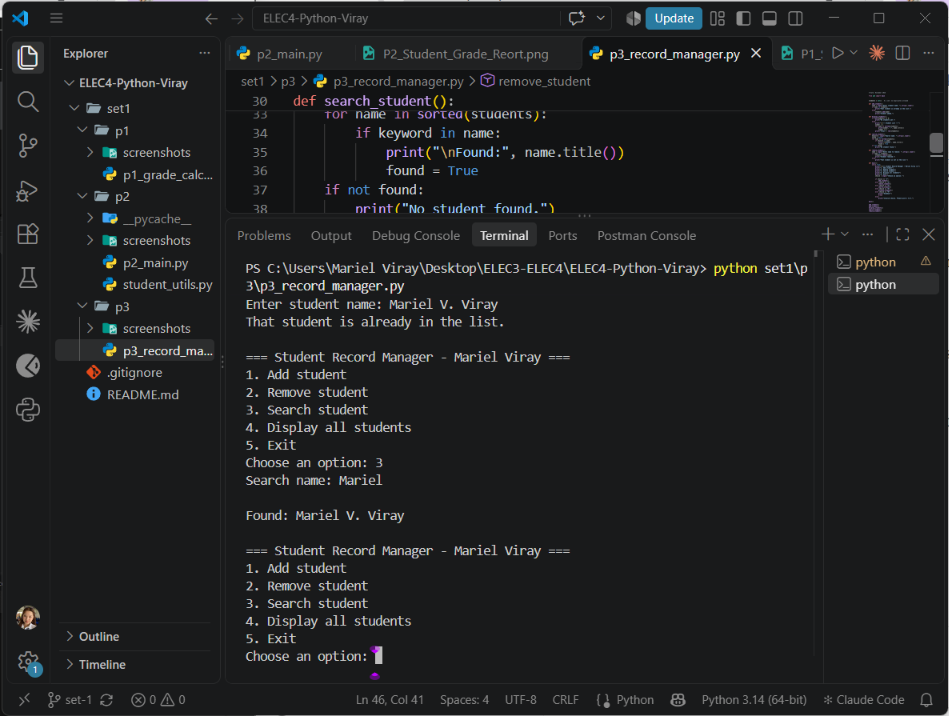 ELEC4-Python-Viray
Update
Explorer
p2_main.py
P2_Student_Grade_Reort.png
p3_record_manager.py
P1_
ELEC4-Python-Viray
set1 > p3 > p3_record_manager.py > remove_student
set1
p1
screenshots
p1_grade_calc...
p2
__pycache__
screenshots
p2_main.py
student_utils.py
p3
screenshots
p3_record_ma...
.gitignore
README.md
30 def search_student():
33 for name in sorted(students):
34 if keyword in name:
35 print("\nFound:", name.title())
36 found = True
37 if not found:
38 print("No student found.")
Problems Output Debug Console Terminal Ports Postman Console
python
python
PS C:\Users\Mariel Viray\Desktop\ELEC3-ELEC4\ELEC4-Python-Viray> python set1\p
3\p3_record_manager.py
Enter student name: Mariel V. Viray
That student is already in the list.
=== Student Record Manager - Mariel Viray ===
1. Add student
2. Remove student
3. Search student
4. Display all students
5. Exit
Choose an option: 3
Search name: Mariel
Found: Mariel V. Viray
=== Student Record Manager - Mariel Viray ===
1. Add student
2. Remove student
3. Search student
4. Display all students
5. Exit
Choose an option:
Outline
Timeline
1
set-1 0 0 Ln 46, Col 41 Spaces: 4 UTF-8 CRLF { } Python Python 3.14 (64-bit) Claude Code